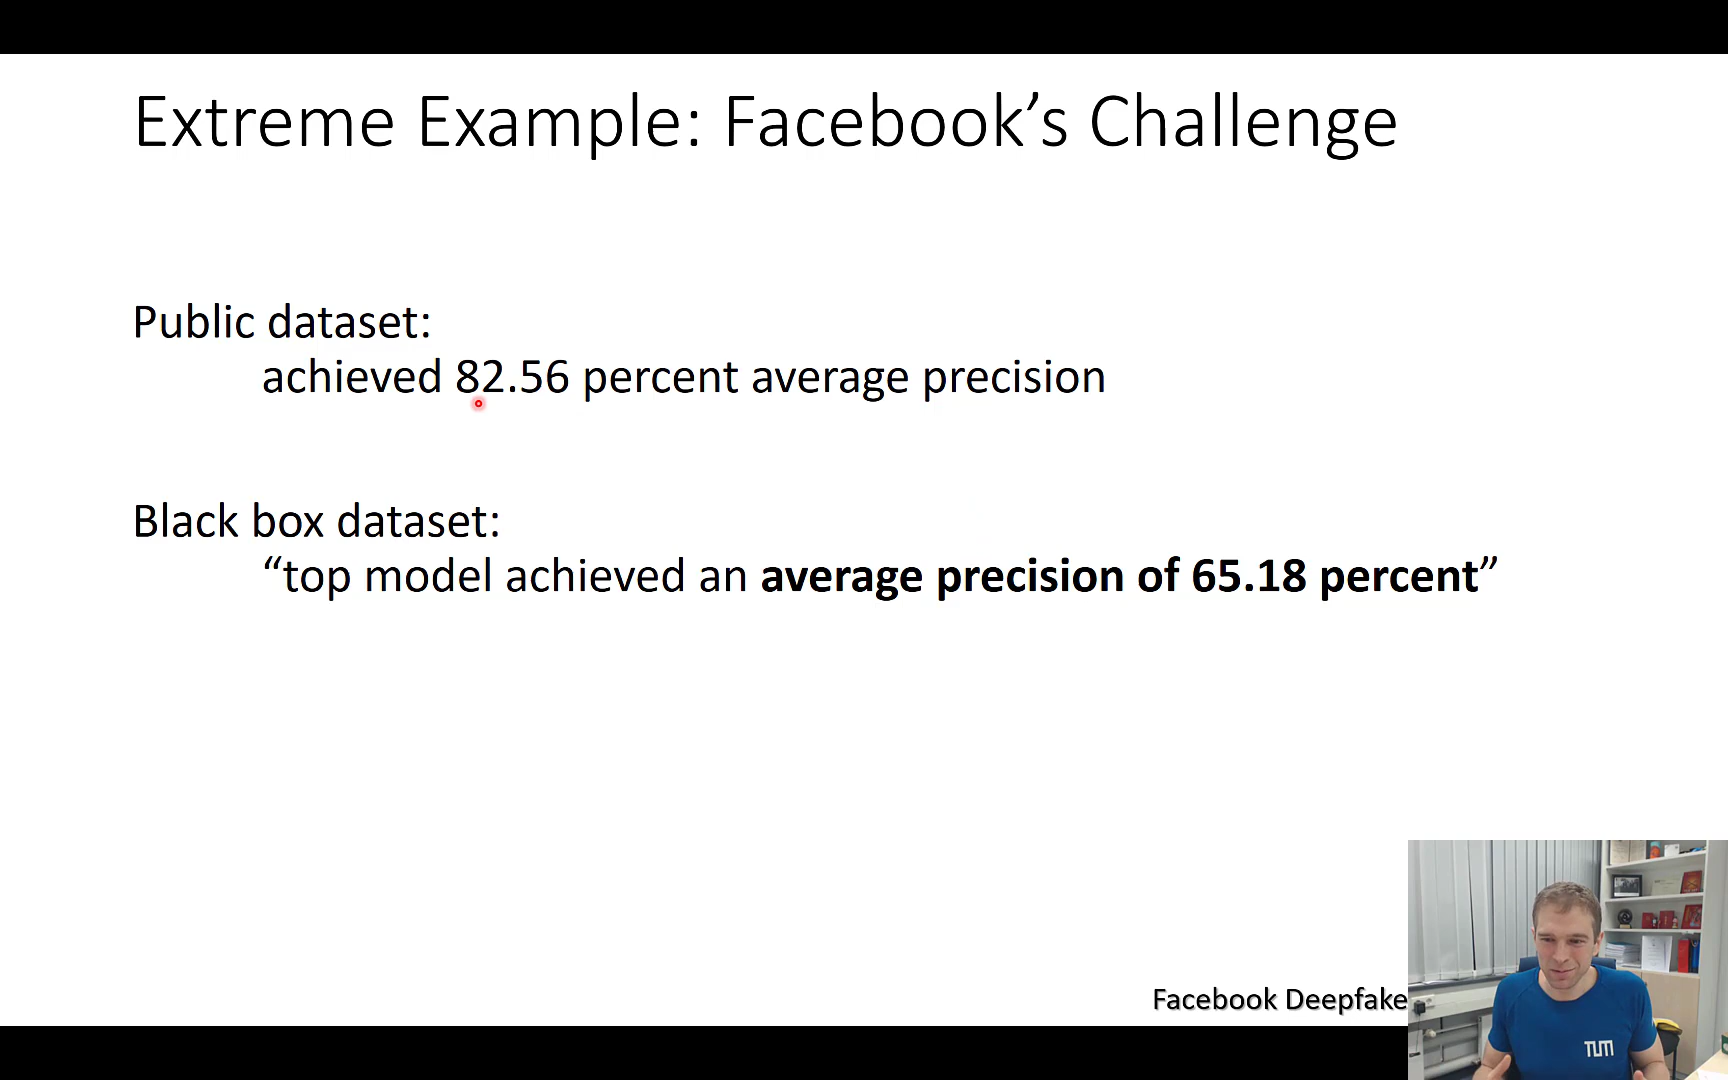 Extreme Example: Facebook’s Challenge
Public dataset:
achieved 82.56 percent average precision
Black box dataset:
“top model achieved an average precision of 65.18 percent”
Facebook Deepfake
TUM